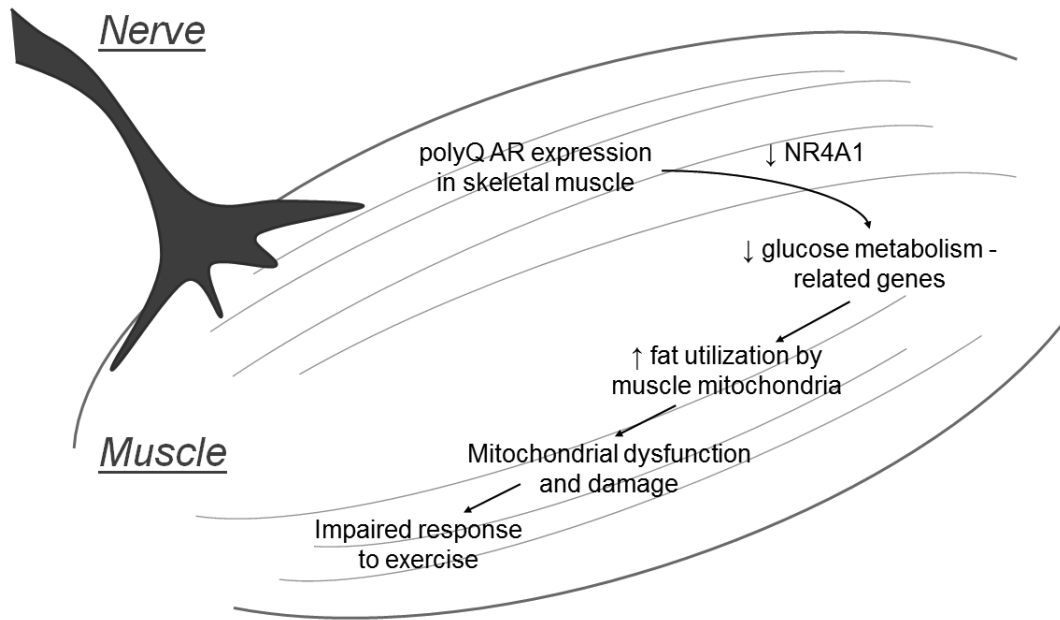 Nerve
polyQ AR expression
in skeletal muscle
↓ NR4A1
↓ glucose metabolism -
related genes
↑ fat utilization by
muscle mitochondria
Muscle
Mitochondrial dysfunction
and damage
Impaired response
to exercise